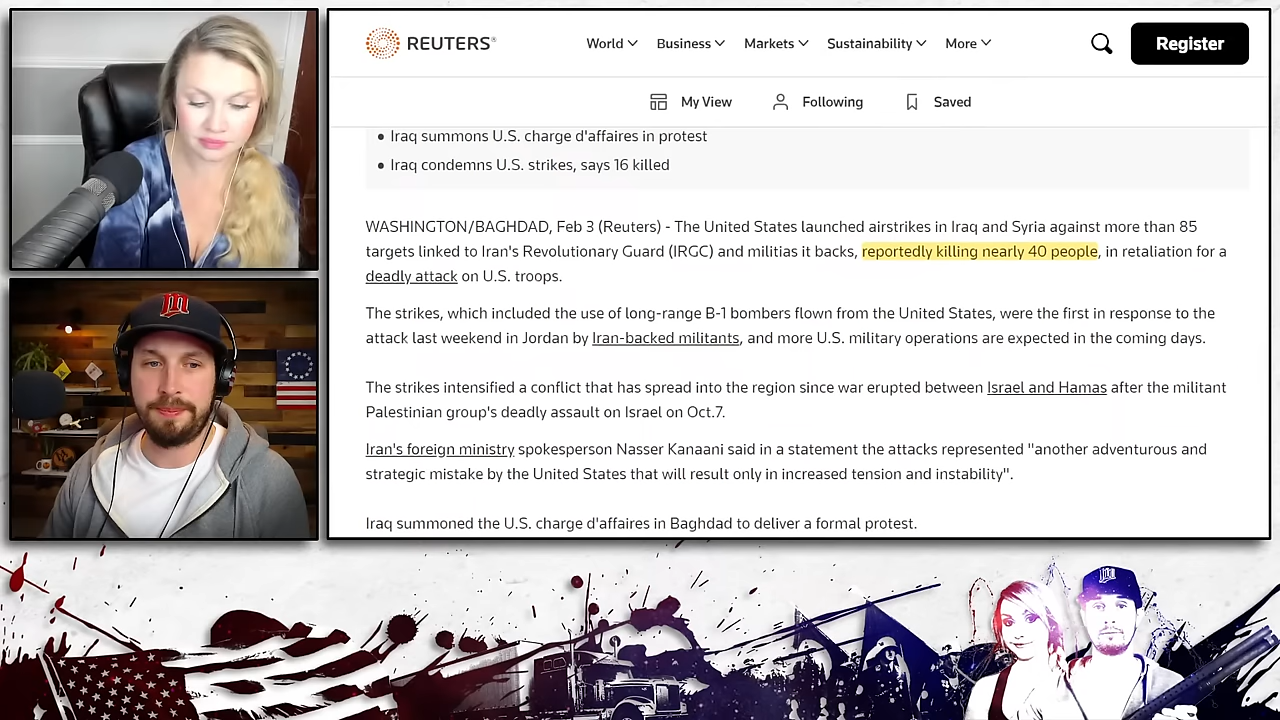 REUTERS®
World Business Markets Sustainability More
Register
My View Following Saved
• Iraq summons U.S. charge d'affaires in protest
• Iraq condemns U.S. strikes, says 16 killed
WASHINGTON/BAGHDAD, Feb 3 (Reuters) - The United States launched airstrikes in Iraq and Syria against more than 85
targets linked to Iran's Revolutionary Guard (IRGC) and militias it backs, reportedly killing nearly 40 people, in retaliation for a
deadly attack on U.S. troops.
The strikes, which included the use of long-range B-1 bombers flown from the United States, were the first in response to the
attack last weekend in Jordan by Iran-backed militants, and more U.S. military operations are expected in the coming days.
The strikes intensified a conflict that has spread into the region since war erupted between Israel and Hamas after the militant
Palestinian group's deadly assault on Israel on Oct.7.
Iran's foreign ministry spokesperson Nasser Kanaani said in a statement the attacks represented "another adventurous and
strategic mistake by the United States that will result only in increased tension and instability".
Iraq summoned the U.S. charge d'affaires in Baghdad to deliver a formal protest.